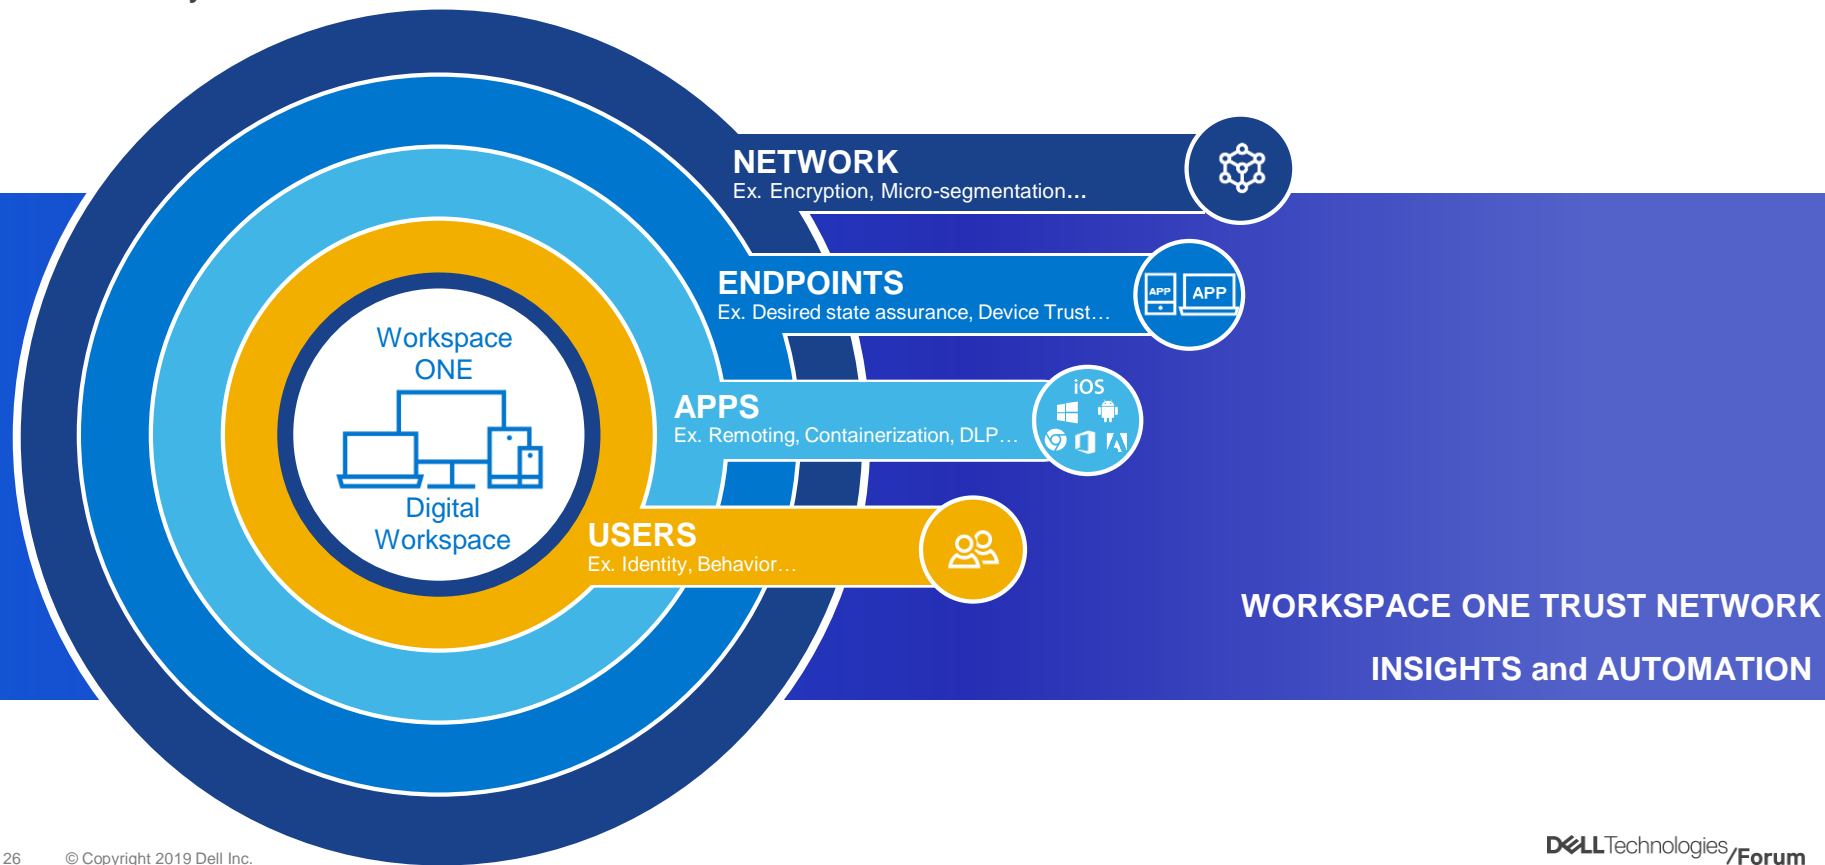 NETWORK
Ex. Encryption, Micro-segmentation...
ENDPOINTS
Ex. Desired state assurance, Device Trust…
APP
APP
Workspace
ONE
iOS
APPS
Ex. Remoting, Containerization, DLP…
Digital
Workspace
USERS
Ex. Identity, Behavior…
WORKSPACE ONE TRUST NETWORK
INSIGHTS and AUTOMATION
26 © Copyright 2019 Dell Inc.
DELLTechnologies/Forum